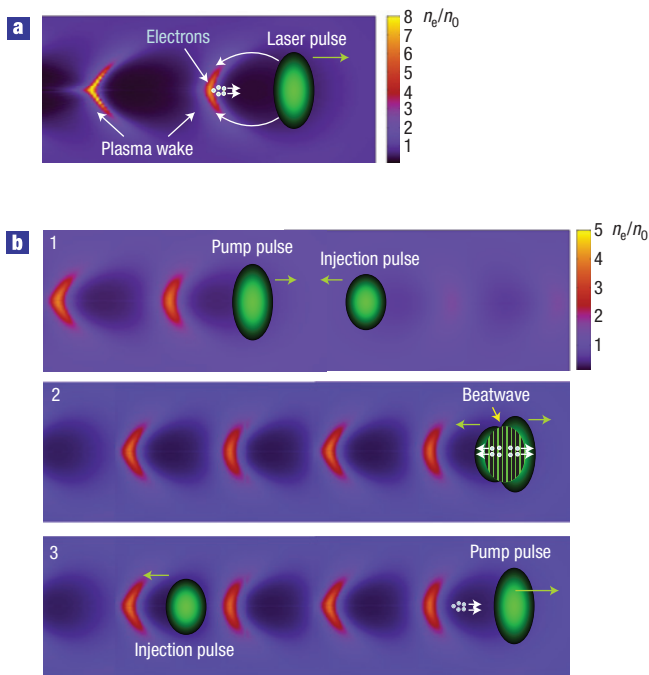 a
Electrons
Laser pulse
Plasma wake
8
7
6
5
4
3
2
1
nₑ/n₀
b
1
Pump pulse
Injection pulse
5
4
3
2
1
nₑ/n₀
2
Beatwave
3
Pump pulse
Injection pulse